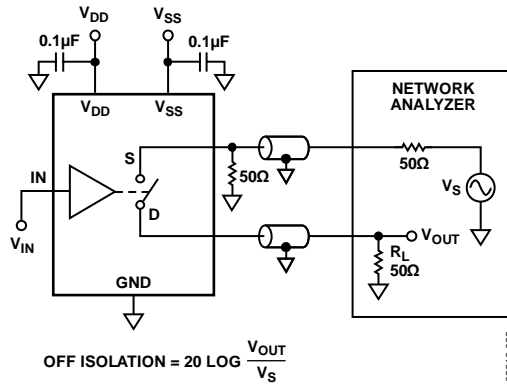 VDD
VSS
0.1µF
0.1µF
VDD
VSS
NETWORK
ANALYZER
S
50Ω
50Ω
VS
IN
D
VOUT
VIN
RL
50Ω
GND
OFF ISOLATION = 20 LOG VOUT
VS